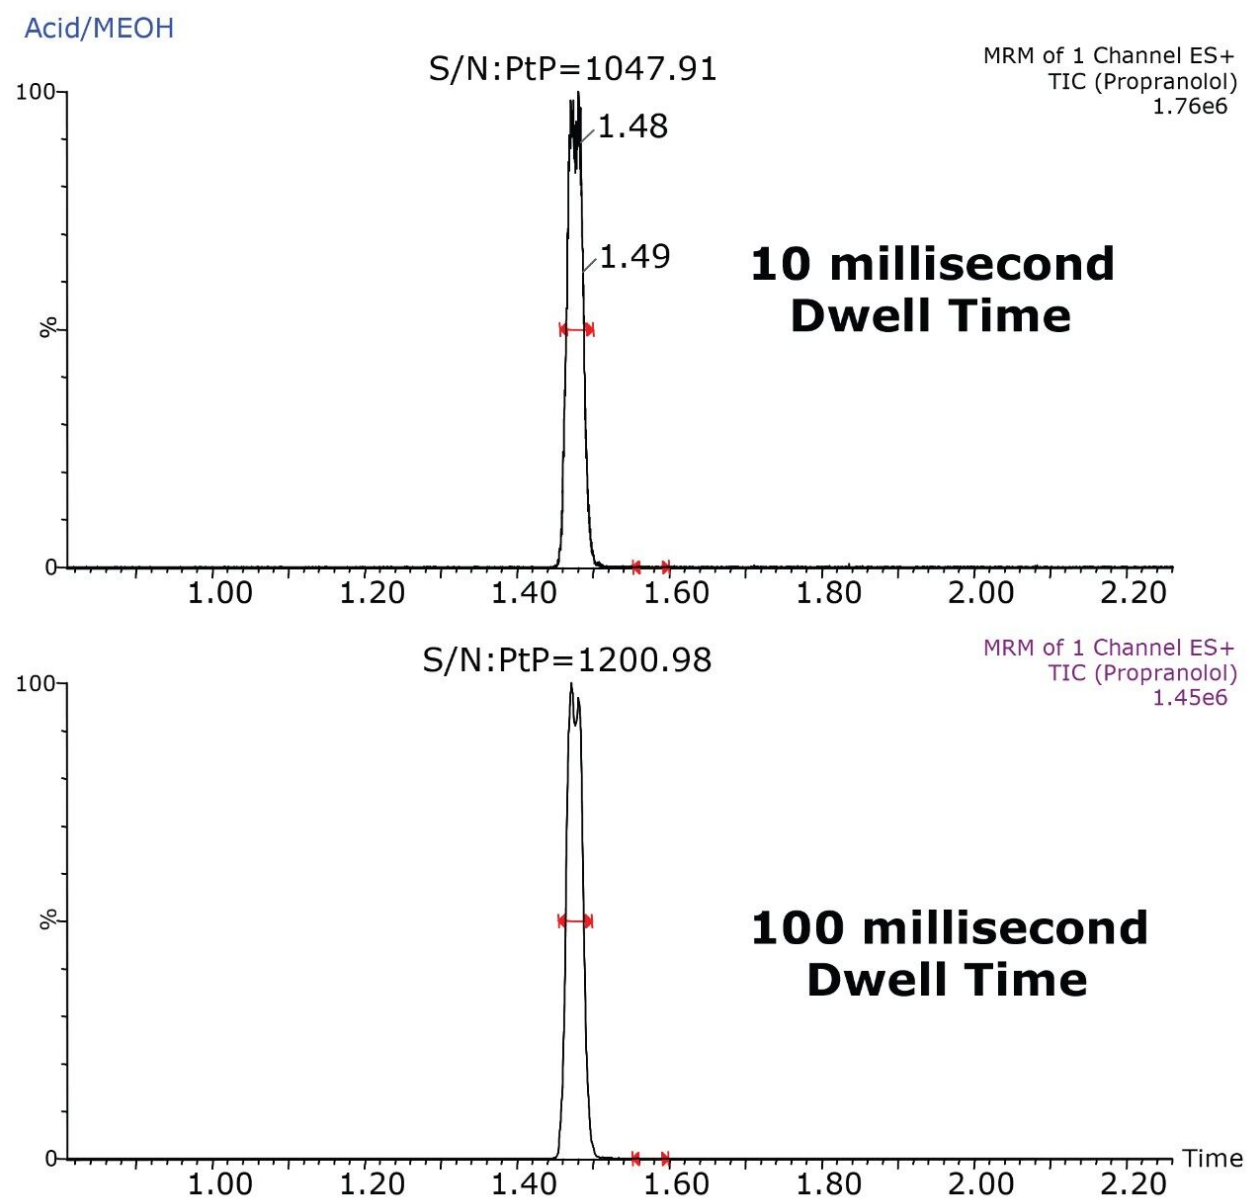 Acid/MEOH
S/N:PtP=1047.91
MRM of 1 Channel ES+
TIC (Propranolol)
1.76e6
100
1.48
1.49
10 millisecond
Dwell Time
%
0
1.00 1.20 1.40 1.60 1.80 2.00 2.20
S/N:PtP=1200.98
MRM of 1 Channel ES+
TIC (Propranolol)
1.45e6
100
%
100 millisecond
Dwell Time
0
Time
1.00 1.20 1.40 1.60 1.80 2.00 2.20